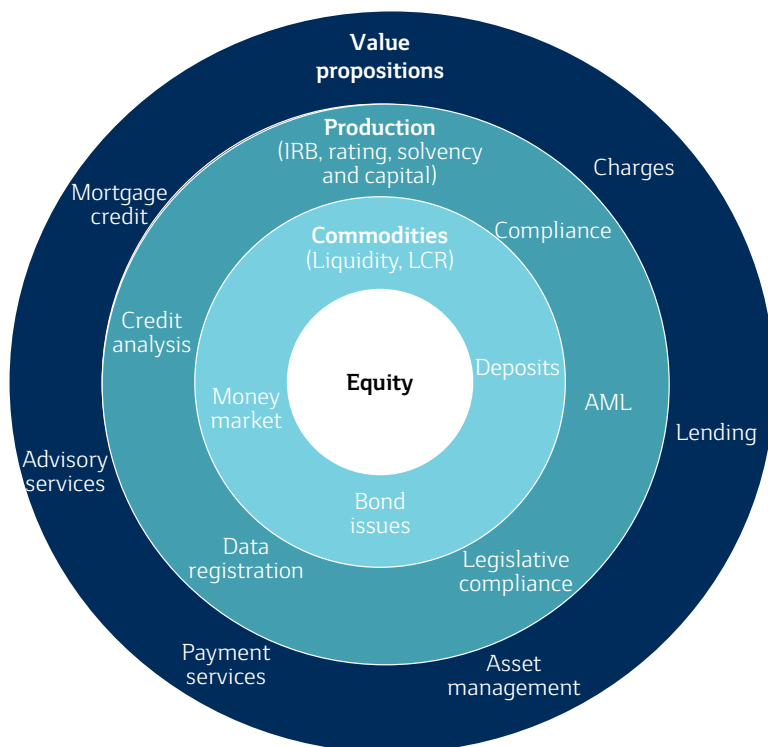 Value
propositions
Production
(IRB, rating, solvency
and capital)
Charges
Mortgage
credit
Compliance
Commodities
(Liquidity, LCR)
Credit
analysis
Deposits
Equity
Money
market
AML
Lending
Advisory
services
Bond
issues
Data
registration
Legislative
compliance
Payment
services
Asset
management